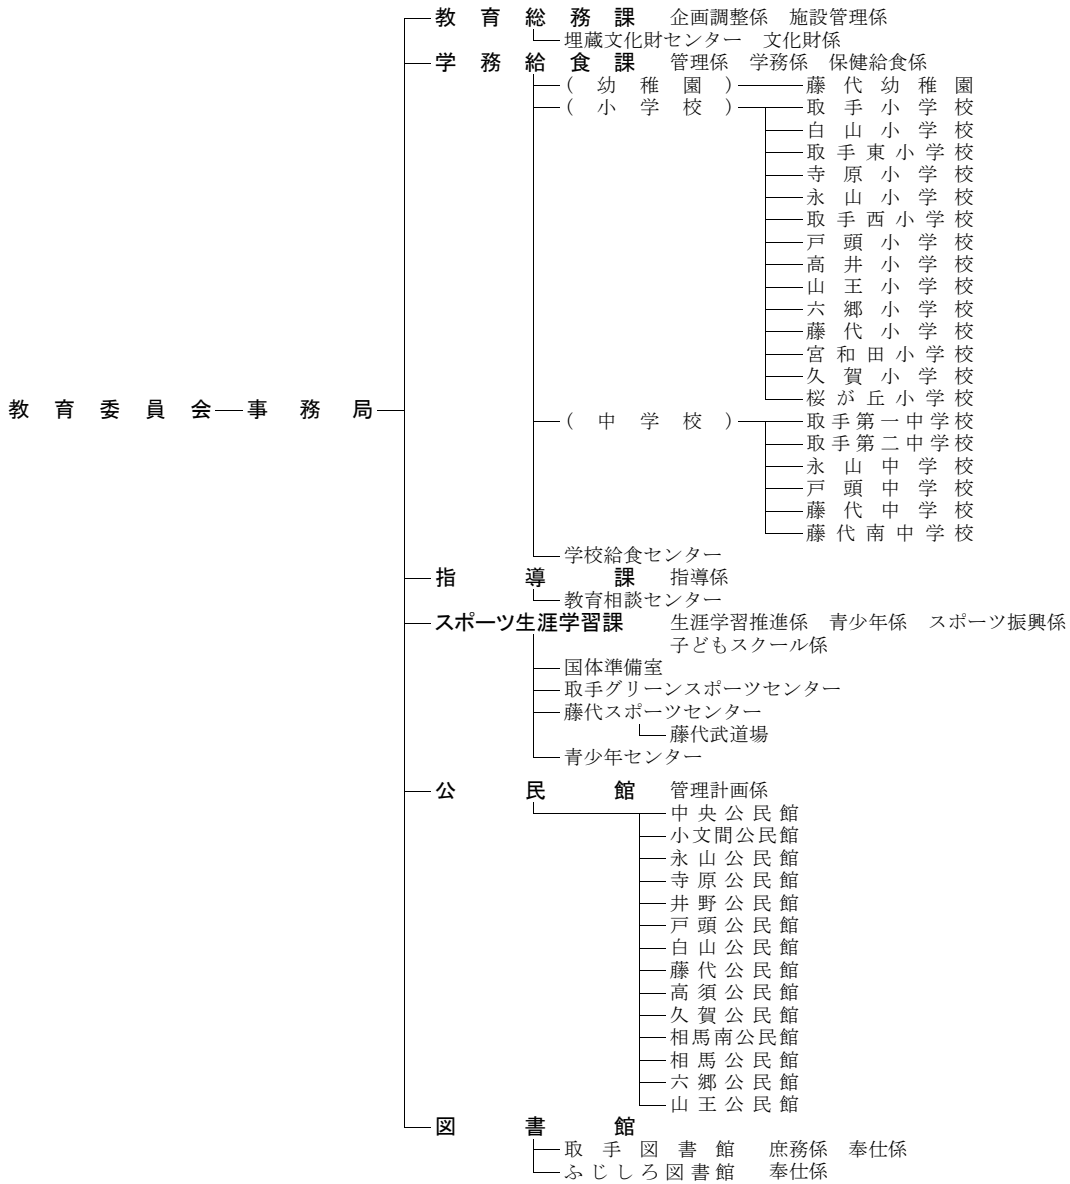 教育総務課 企画調整係 施設管理係
埋蔵文化財センター 文化財係
学務給食課 管理係 学務係 保健給食係
(幼稚園) 藤代幼稚園
(小学校) 取手小学校
白山小学校
取手東小学校
寺原小学校
永山小学校
取手西小学校
戸頭小学校
高井小学校
山王小学校
六郷小学校
藤代小学校
宮和田小学校
久賀小学校
桜が丘小学校
教育委員会 事務局
(中学校) 取手第一中学校
取手第二中学校
永山中学校
戸頭中学校
藤代中学校
藤代南中学校
学校給食センター
指導課 指導係
教育相談センター
スポーツ生涯学習課 生涯学習推進係 青少年係 スポーツ振興係
子どもスクール係
国体準備室
取手グリーンスポーツセンター
藤代スポーツセンター
藤代武道場
青少年センター
公民館 管理計画係
中央公民館
小文間公民館
永山公民館
寺原公民館
井野公民館
戸頭公民館
白山公民館
藤代公民館
高須公民館
久賀公民館
相馬南公民館
相馬公民館
六郷公民館
山王公民館
図書館
取手図書館 庶務係 奉仕係
ふじしろ図書館 奉仕係